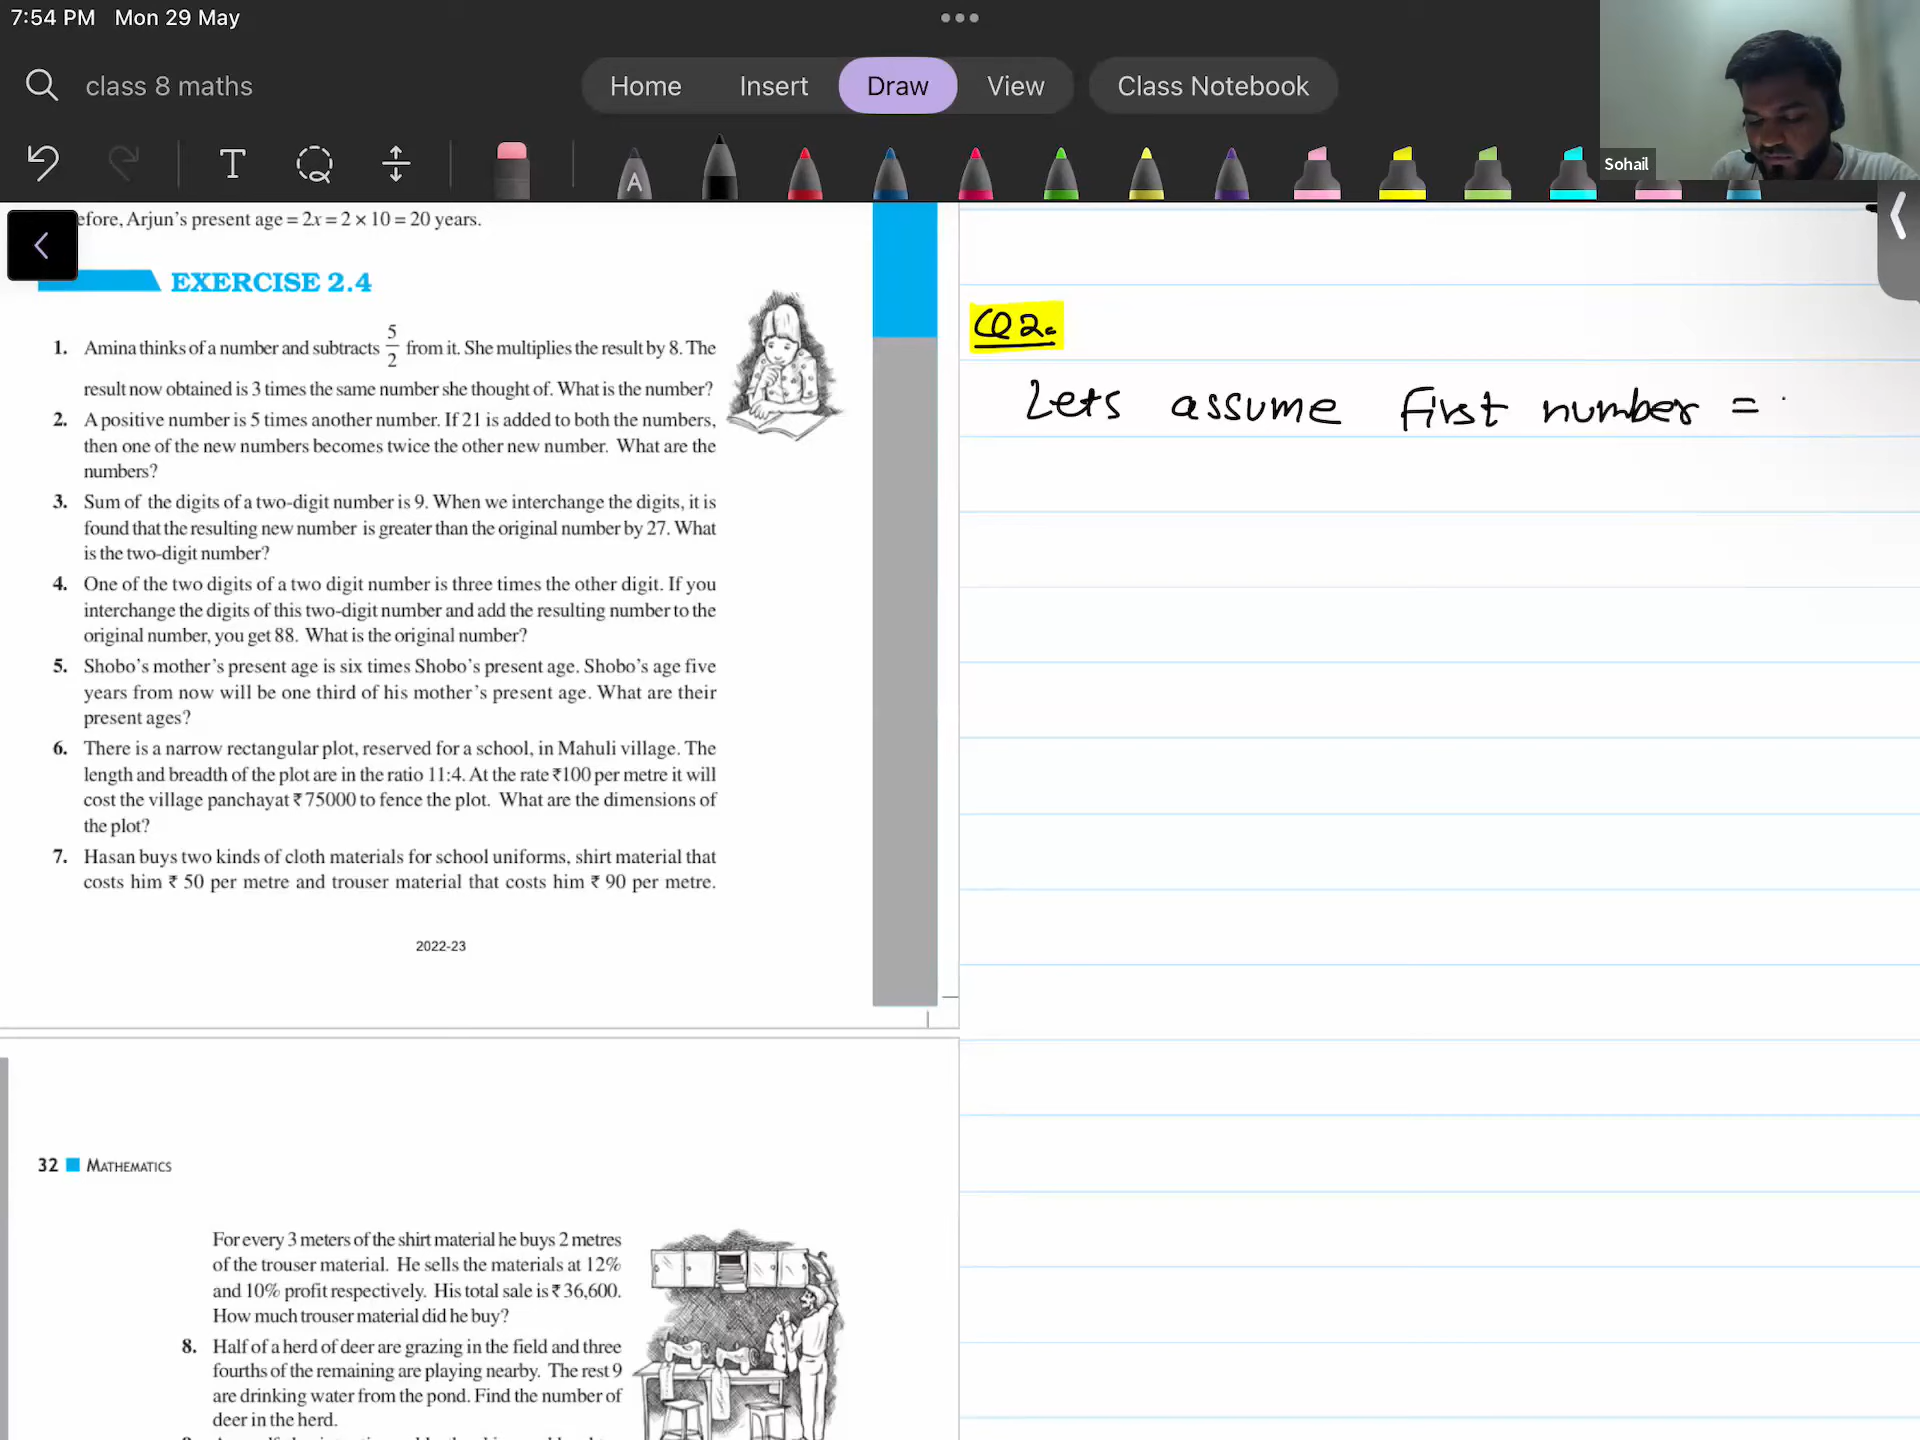 7:54 PM Mon 29 May
class 8 maths
Home Insert Draw View Class Notebook
T
A
Sohail
efore, Arjun's present age = 2x = 2 × 10 = 20 years.
EXERCISE 2.4
1. Amina thinks of a number and subtracts 5/2 from it. She multiplies the result by 8. The
result now obtained is 3 times the same number she thought of. What is the number?
2. A positive number is 5 times another number. If 21 is added to both the numbers,
then one of the new numbers becomes twice the other new number. What are the
numbers?
3. Sum of the digits of a two-digit number is 9. When we interchange the digits, it is
found that the resulting new number is greater than the original number by 27. What
is the two-digit number?
4. One of the two digits of a two digit number is three times the other digit. If you
interchange the digits of this two-digit number and add the resulting number to the
original number, you get 88. What is the original number?
5. Shobo's mother's present age is six times Shobo's present age. Shobo's age five
years from now will be one third of his mother's present age. What are their
present ages?
6. There is a narrow rectangular plot, reserved for a school, in Mahuli village. The
length and breadth of the plot are in the ratio 11:4. At the rate ₹100 per metre it will
cost the village panchayat ₹75000 to fence the plot. What are the dimensions of
the plot?
7. Hasan buys two kinds of cloth materials for school uniforms, shirt material that
costs him ₹ 50 per metre and trouser material that costs him ₹ 90 per metre.
2022-23
32 MATHEMATICS
For every 3 meters of the shirt material he buys 2 metres
of the trouser material. He sells the materials at 12%
and 10% profit respectively. His total sale is ₹36,600.
How much trouser material did he buy?
8. Half of a herd of deer are grazing in the field and three
fourths of the remaining are playing nearby. The rest 9
are drinking water from the pond. Find the number of
deer in the herd.
Q2.
Lets assume first number =